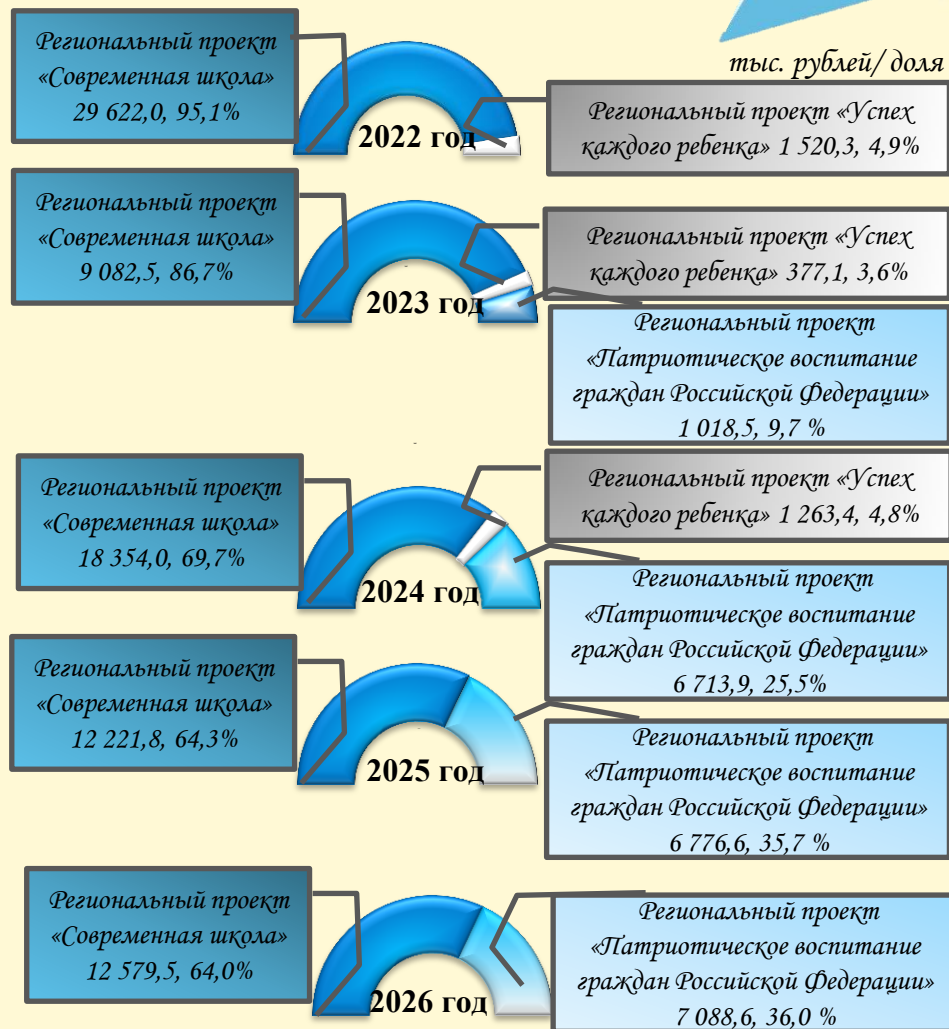 тыс. рублей/ доля
Региональный проект
«Современная школа»
29 622,0, 95,1%
2022 год
Региональный проект «Успех
каждого ребенка» 1 520,3, 4,9%
Региональный проект
«Современная школа»
9 082,5, 86,7%
2023 год
Региональный проект «Успех
каждого ребенка» 377,1, 3,6%
Региональный проект
«Патриотическое воспитание
граждан Российской Федерации»
1 018,5, 9,7 %
Региональный проект
«Современная школа»
18 354,0, 69,7%
2024 год
Региональный проект «Успех
каждого ребенка» 1 263,4, 4,8%
Региональный проект
«Патриотическое воспитание
граждан Российской Федерации»
6 713,9, 25,5%
Региональный проект
«Современная школа»
12 221,8, 64,3%
2025 год
Региональный проект
«Патриотическое воспитание
граждан Российской Федерации»
6 776,6, 35,7 %
Региональный проект
«Современная школа»
12 579,5, 64,0%
2026 год
Региональный проект
«Патриотическое воспитание
граждан Российской Федерации»
7 088,6, 36,0 %